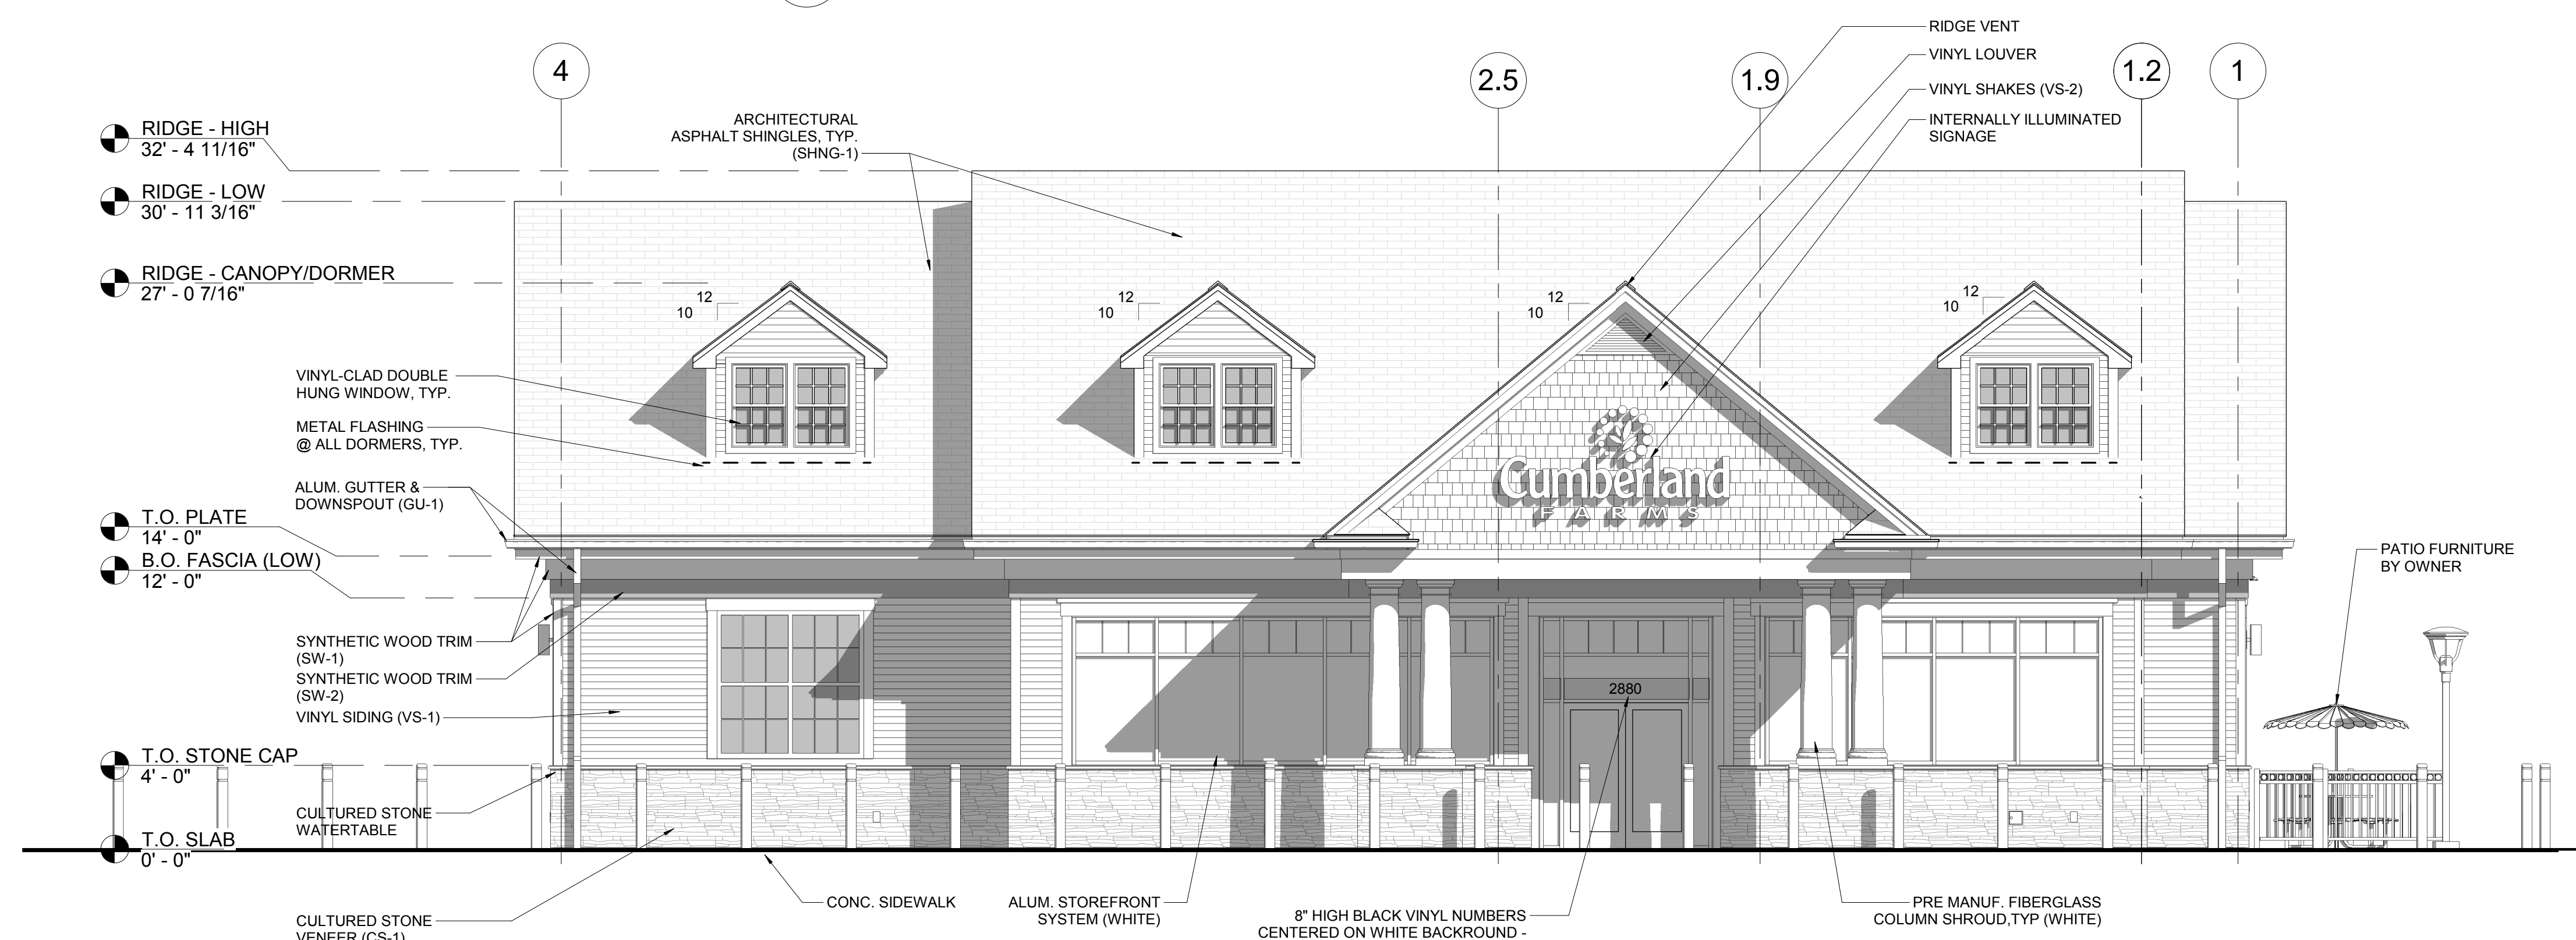 4
2.5
1.9
1.2
1
RIDGE VENT
VINYL LOUVER
VINYL SHAKES (VS-2)
INTERNALLY ILLUMINATED
SIGNAGE
ARCHITECTURAL
ASPHALT SHINGLES, TYP.
(SHNG-1)
RIDGE - HIGH
32' - 4 11/16"
RIDGE - LOW
30' - 11 3/16"
RIDGE - CANOPY/DORMER
27' - 0 7/16"
12
10
12
10
12
10
12
10
VINYL-CLAD DOUBLE
HUNG WINDOW, TYP.
METAL FLASHING
@ ALL DORMERS, TYP.
ALUM. GUTTER &
DOWNSPOUT (GU-1)
Cumberland
FARMS
T.O. PLATE
14' - 0"
B.O. FASCIA (LOW)
12' - 0"
PATIO FURNITURE
BY OWNER
SYNTHETIC WOOD TRIM
(SW-1)
SYNTHETIC WOOD TRIM
(SW-2)
VINYL SIDING (VS-1)
2880
T.O. STONE CAP
4' - 0"
CULTURED STONE
WATERTABLE
T.O. SLAB
0' - 0"
CULTURED STONE
VENEER (CS-1)
CONC. SIDEWALK
ALUM. STOREFRONT
SYSTEM (WHITE)
8" HIGH BLACK VINYL NUMBERS
CENTERED ON WHITE BACKROUND -
PRE MANUF. FIBERGLASS
COLUMN SHROUD,TYP (WHITE)